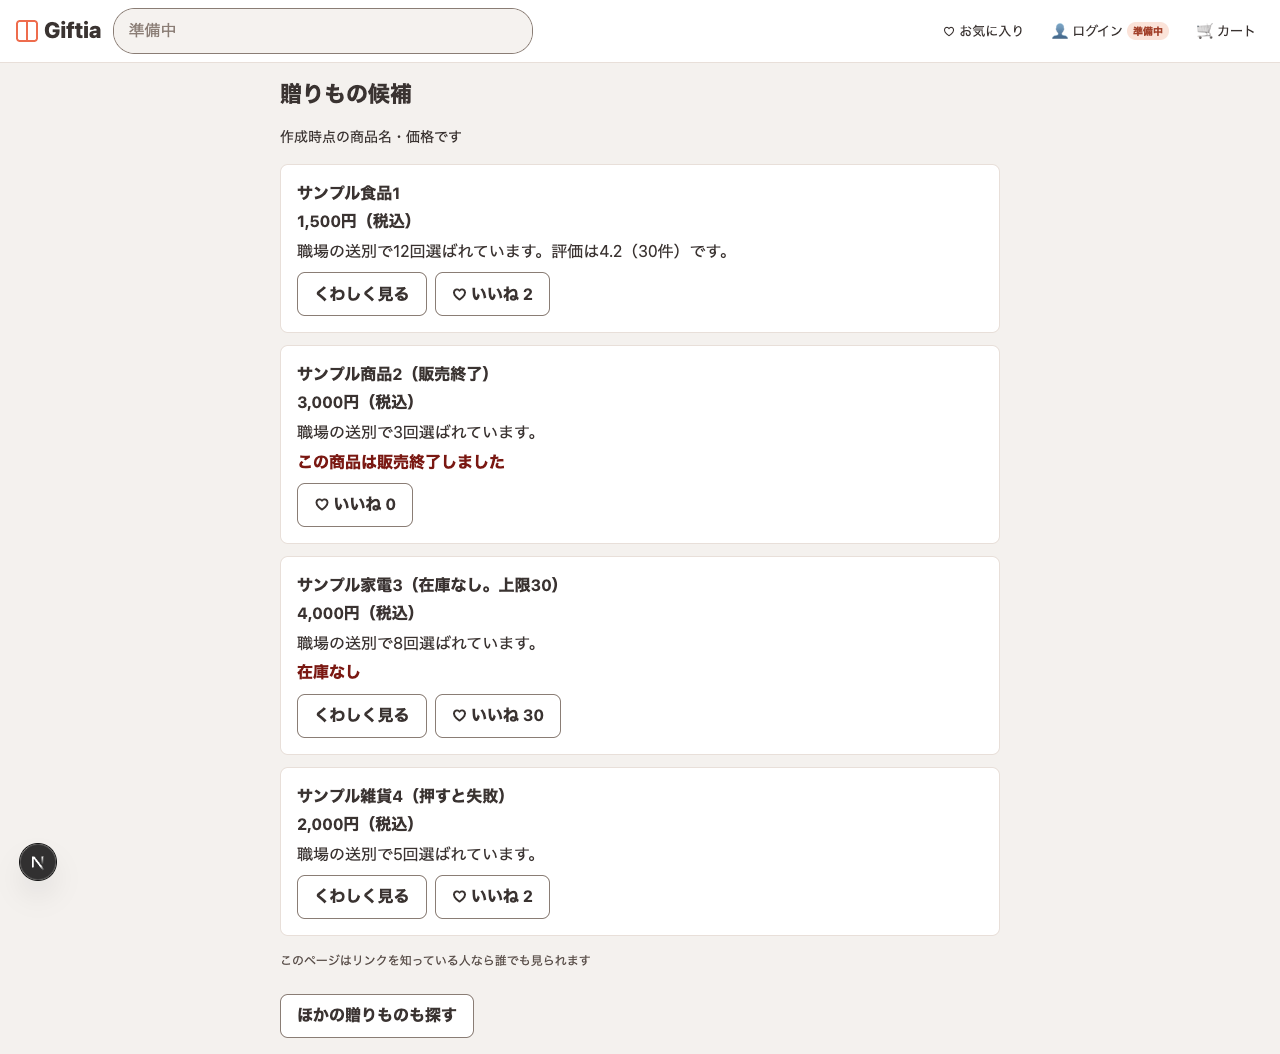 Giftia
準備中
♡ お気に入り
👤 ログイン 準備中
🛒 カート
贈りもの候補
作成時点の商品名・価格です
サンプル食品1
1,500円（税込）
職場の送別で12回選ばれています。評価は4.2（30件）です。
くわしく見る
♡ いいね 2
サンプル商品2（販売終了）
3,000円（税込）
職場の送別で3回選ばれています。
この商品は販売終了しました
♡ いいね 0
サンプル家電3（在庫なし。上限30）
4,000円（税込）
職場の送別で8回選ばれています。
在庫なし
くわしく見る
♡ いいね 30
サンプル雑貨4（押すと失敗）
2,000円（税込）
職場の送別で5回選ばれています。
くわしく見る
♡ いいね 2
N
このページはリンクを知っている人なら誰でも見られます
ほかの贈りものも探す